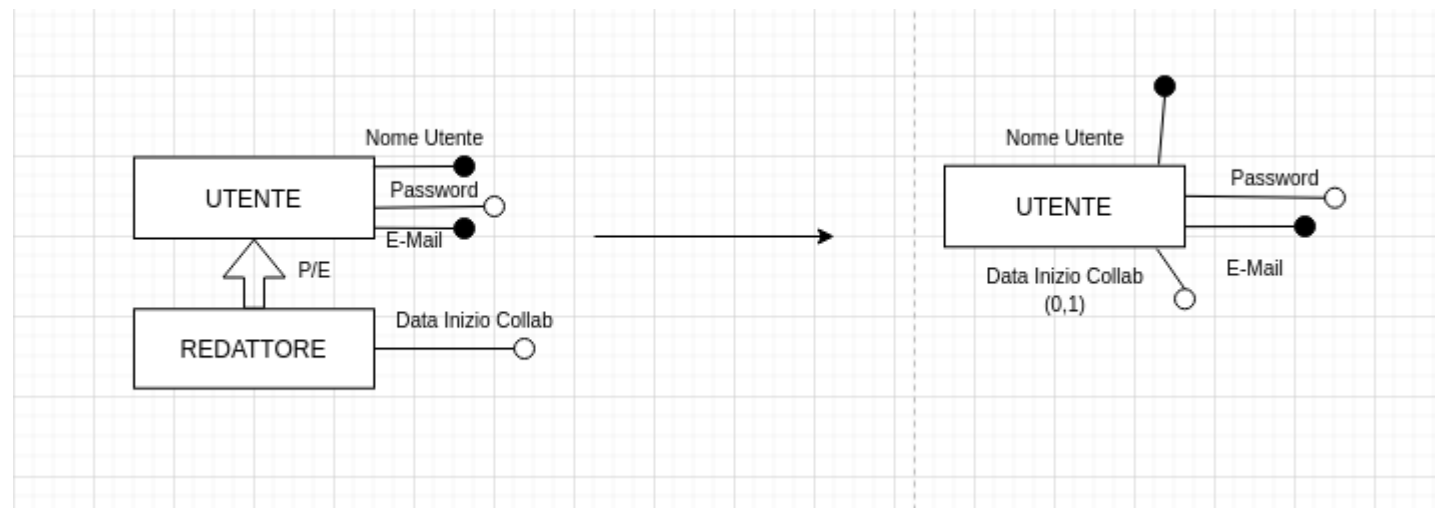 Nome Utente
UTENTE
Password
E-Mail
P/E
REDATTORE
Data Inizio Collab
Nome Utente
UTENTE
Password
E-Mail
Data Inizio Collab
(0,1)